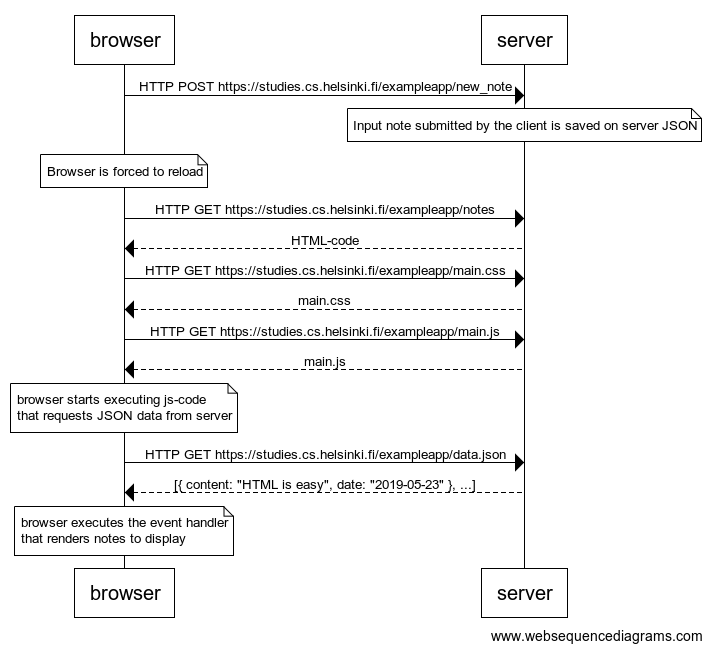 browser
server
HTTP POST https://studies.cs.helsinki.fi/exampleapp/new_note
Input note submitted by the client is saved on server JSON
Browser is forced to reload
HTTP GET https://studies.cs.helsinki.fi/exampleapp/notes
HTML-code
HTTP GET https://studies.cs.helsinki.fi/exampleapp/main.css
main.css
HTTP GET https://studies.cs.helsinki.fi/exampleapp/main.js
main.js
browser starts executing js-code
that requests JSON data from server
HTTP GET https://studies.cs.helsinki.fi/exampleapp/data.json
[{ content: "HTML is easy", date: "2019-05-23" }, ...]
browser executes the event handler
that renders notes to display
browser
server
www.websequencediagrams.com